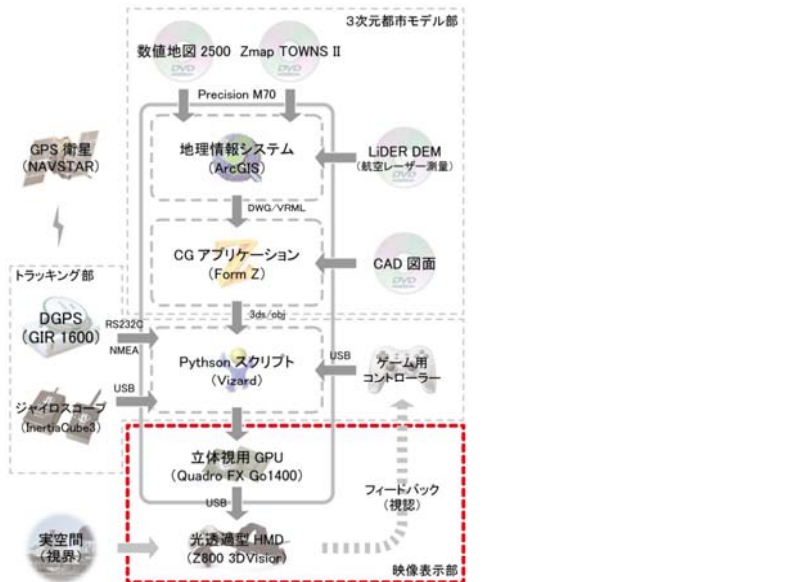 3次元都市モデル部
数値地図 2500 Zmap TOWNS II
DVD
DVD
Precision M70
GPS 衛星
(NAVSTAR)
地理情報システム
(ArcGIS)
LiDER DEM
(航空レーザー測量)
DVD
DWG/VRML
CG アプリケーション
(Form Z)
CAD 図面
DVD
トラッキング部
3ds/obj
DGPS
(GIR 1600)
RS232C
NMEA
Pythson スクリプト
(Vizard)
USB
ゲーム用
コントローラー
USB
ジャイロスコープ
(InertiaCube3)
立体視用 GPU
(Quadro FX Go1400)
USB
フィードバック
(視認)
実空間
(視界)
光透過型 HMD
(Z800 3DVisior)
映像表示部